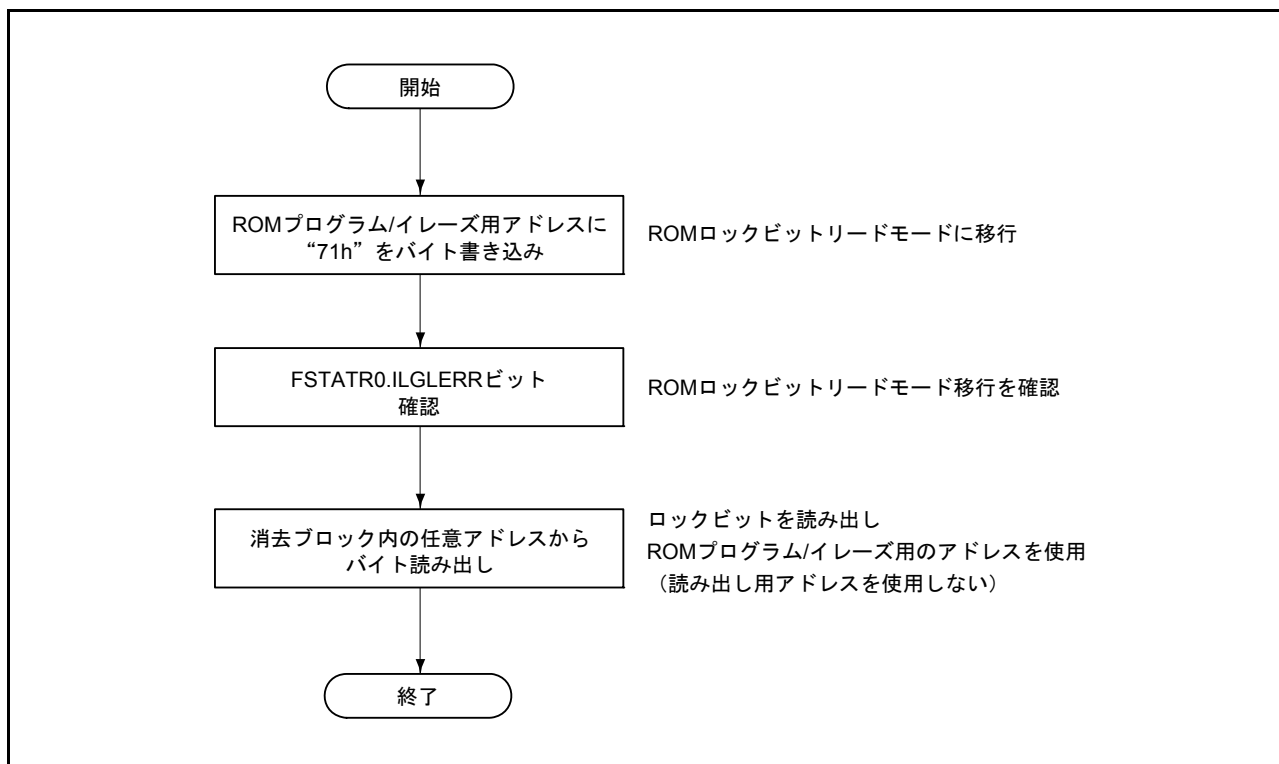 開始
ROMプログラム/イレーズ用アドレスに
“71h”をバイト書き込み
ROMロックビットリードモードに移行
FSTATR0.ILGLERRビット
確認
ROMロックビットリードモード移行を確認
消去ブロック内の任意アドレスから
バイト読み出し
ロックビットを読み出し
ROMプログラム/イレーズ用のアドレスを使用
（読み出し用アドレスを使用しない）
終了